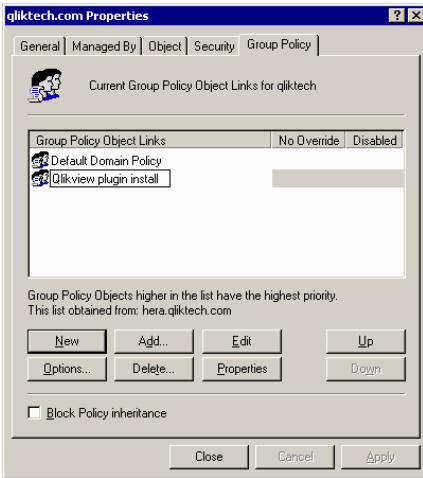 qliktech.com Properties
General Managed By Object Security Group Policy
Current Group Policy Object Links for qliktech
Group Policy Object Links No Override Disabled
Default Domain Policy
Qlikview plugin install
Group Policy Objects higher in the list have the highest priority.
This list obtained from: hera.qliktech.com
New Add... Edit Up
Options... Delete... Properties Down
Block Policy inheritance
Close Cancel Apply